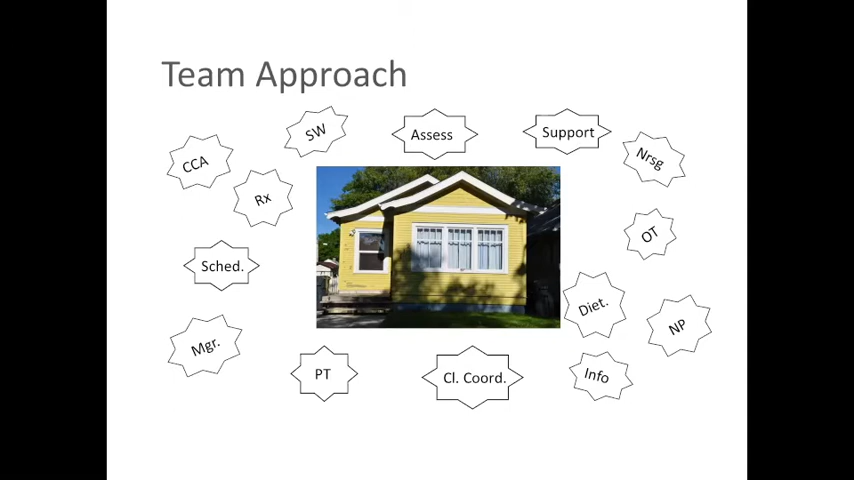 Team Approach
SW
Assess
Support
CCA
Nrsg
Rx
OT
Sched.
Diet.
NP
Mgr.
PT
Cl. Coord.
Info